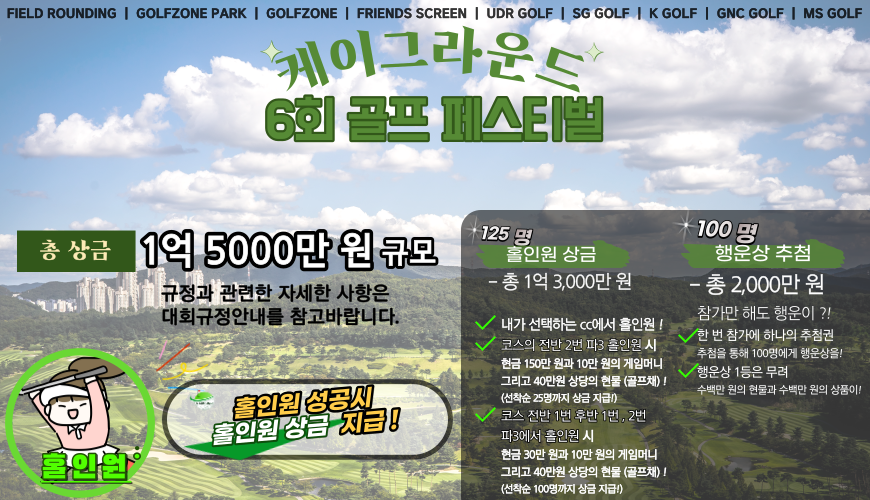 FIELD ROUNDING | GOLFZONE PARK | GOLFZONE | FRIENDS SCREEN | UDR GOLF | SG GOLF | K GOLF | GNC GOLF | MS GOLF
케이그라운드
6회 골프 페스티벌
총 상금 1억 5000만 원 규모
규정과 관련한 자세한 사항은
대회규정안내를 참고바랍니다.
홀인원 성공시
홀인원 상금 지급 !
홀인원
125 명
홀인원 상금
– 총 1억 3,000만 원
내가 선택하는 cc에서 홀인원 !
코스의 전반 2번 파3 홀인원 시
현금 150만 원과 10만 원의 게임머니
그리고 40만원 상당의 현물 (골프채) !
(선착순 25명까지 상금 지급!)
코스 전반 1번 후반 1번 , 2번
파3에서 홀인원 시
현금 30만 원과 10만 원의 게임머니
그리고 40만원 상당의 현물 (골프채) !
(선착순 100명까지 상금 지급!)
100 명
행운상 추첨
– 총 2,000만 원
참가만 해도 행운이 ?!
한 번 참가에 하나의 추첨권
추첨을 통해 100명에게 행운상을!
행운상 1등은 무려
수백만 원의 현물과 수백만 원의 상품이!